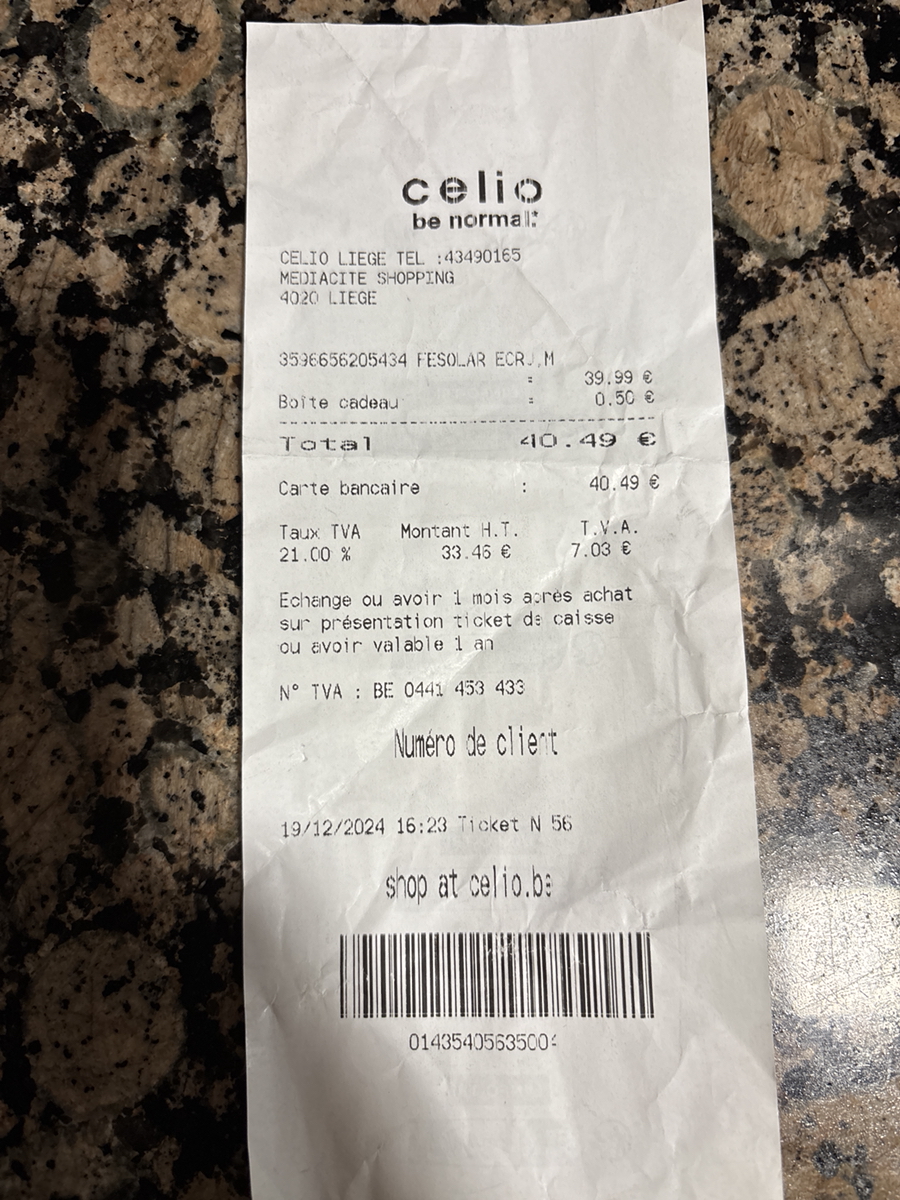 celio
be normal*
CELIO LIEGE TEL :43490165
MEDIACITE SHOPPING
4020 LIEGE
3596656205434 FESOLAR ECRU,M
: 39.99 €
Boîte cadeau : 0.50 €
Total 40.49 €
Carte bancaire : 40.49 €
Taux TVA Montant H.T. T.V.A.
21.00 % 33.46 € 7.03 €
Echange ou avoir 1 mois après achat
sur présentation ticket de caisse
ou avoir valable 1 an
N° TVA : BE 0441 453 433
Numéro de client
19/12/2024 16:23 Ticket N 56
shop at celio.be